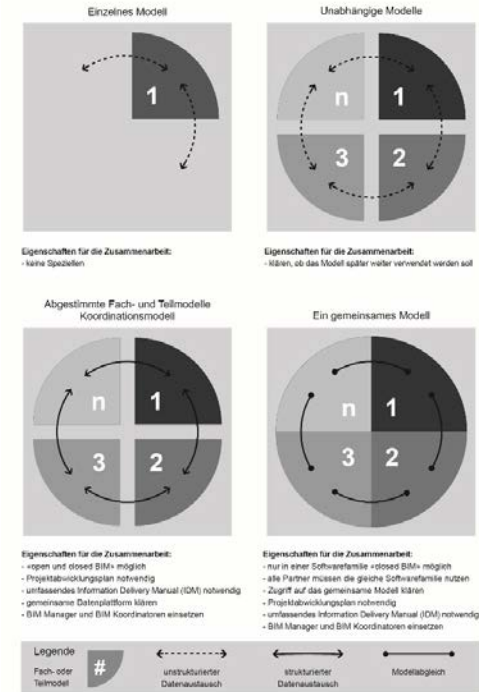 Einzelnes Modell
1
Eigenschaften für die Zusammenarbeit:
- keine Speziellen
Unabhängige Modelle
n 1
3 2
Eigenschaften für die Zusammenarbeit:
- klären, ob das Modell später weiter verwendet werden soll
Abgestimmte Fach- und Teilmodelle
Koordinationsmodell
n 1
3 2
Eigenschaften für die Zusammenarbeit:
- «open und closed BIM» möglich
- Projektabwicklungsplan notwendig
- umfassendes Information Delivery Manual (IDM) notwendig
- gemeinsame Datenplattform klären
- BIM Manager und BIM Koordinatoren einsetzen
Ein gemeinsames Modell
n 1
3 2
Eigenschaften für die Zusammenarbeit:
- nur in einer Softwarefamilie «closed BIM» möglich
- alle Partner müssen die gleiche Softwarefamilie nutzen
- Zugriff auf das gemeinsame Modell klären
- Projektabwicklungsplan notwendig
- umfassendes Information Delivery Manual (IDM) notwendig
- BIM Manager und BIM Koordinatoren einsetzen
Legende
Fach- oder
Teilmodell
#
unstrukturierter
Datenaustausch
strukturierter
Datenaustausch
Modellabgleich